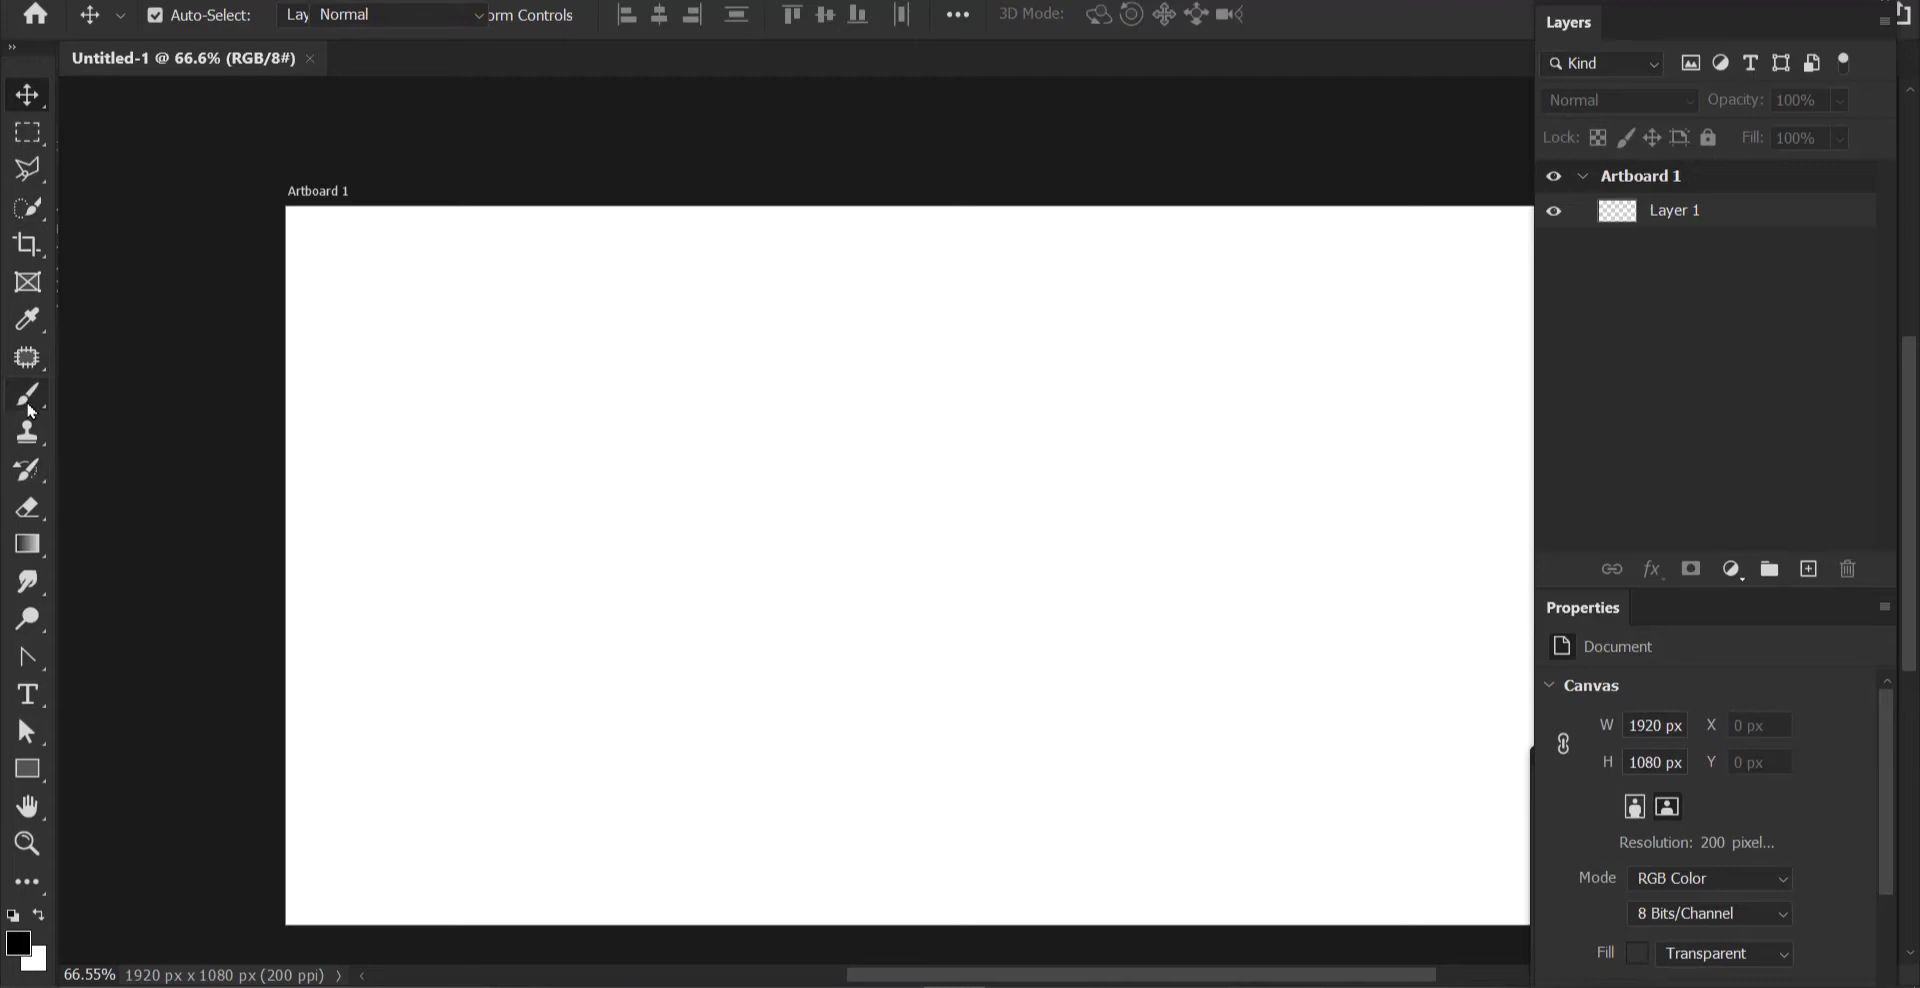 Auto-Select: Lay Normal orm Controls 3D Mode:
Untitled-1 @ 66.6% (RGB/8#)
Artboard 1
Layers
Kind
Normal Opacity: 100%
Lock: Fill: 100%
Artboard 1
Layer 1
Properties
Document
Canvas
W 1920 px X 0 px
H 1080 px Y 0 px
Resolution: 200 pixel...
Mode RGB Color
8 Bits/Channel
Fill Transparent
66.55% 1920 px x 1080 px (200 ppi)